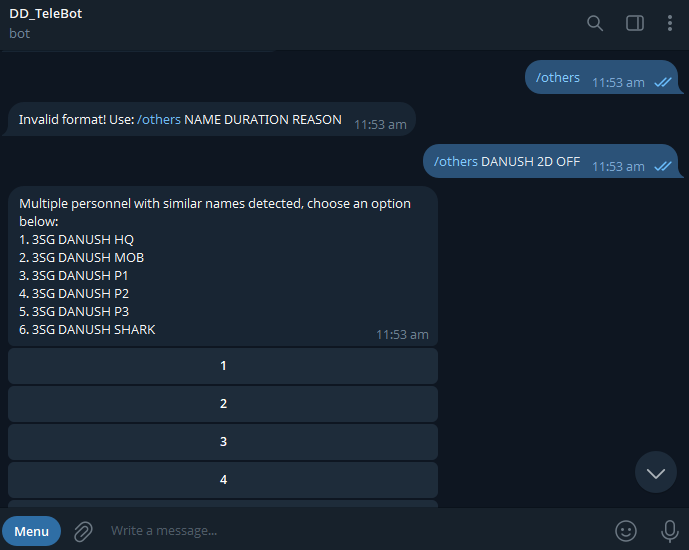 DD_TeleBot
bot
/others 11:53 am
Invalid format! Use: /others NAME DURATION REASON 11:53 am
/others DANUSH 2D OFF 11:53 am
Multiple personnel with similar names detected, choose an option
below:
1. 3SG DANUSH HQ
2. 3SG DANUSH MOB
3. 3SG DANUSH P1
4. 3SG DANUSH P2
5. 3SG DANUSH P3
6. 3SG DANUSH SHARK
11:53 am
1
2
3
4
Menu
Write a message...